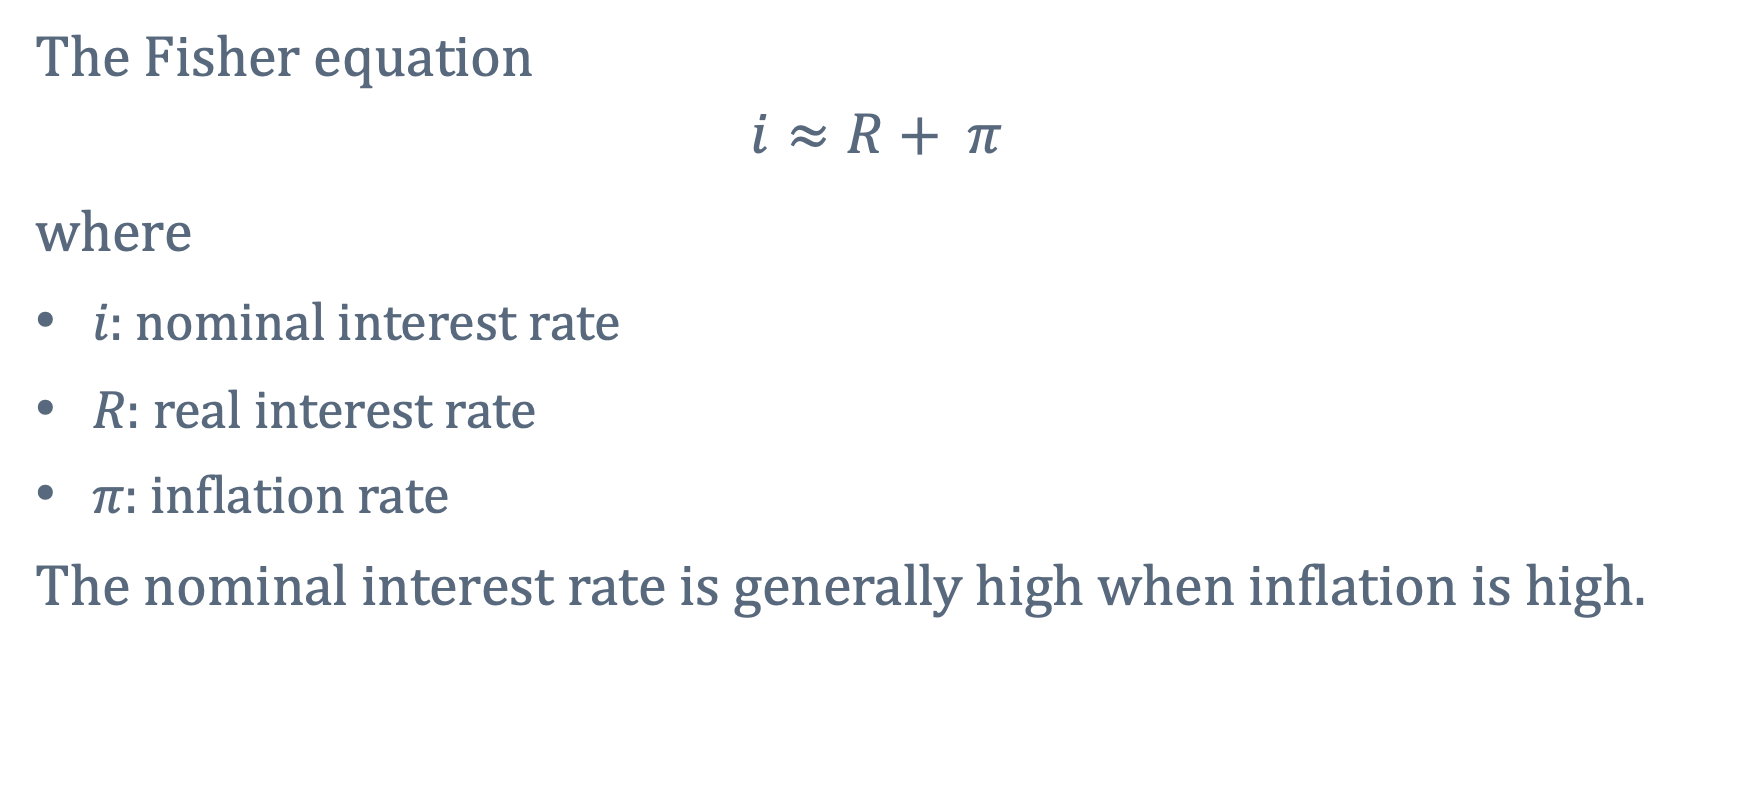 The Fisher equation
i ≈ R + π
where
• i: nominal interest rate
• R: real interest rate
• π: inflation rate
The nominal interest rate is generally high when inflation is high.